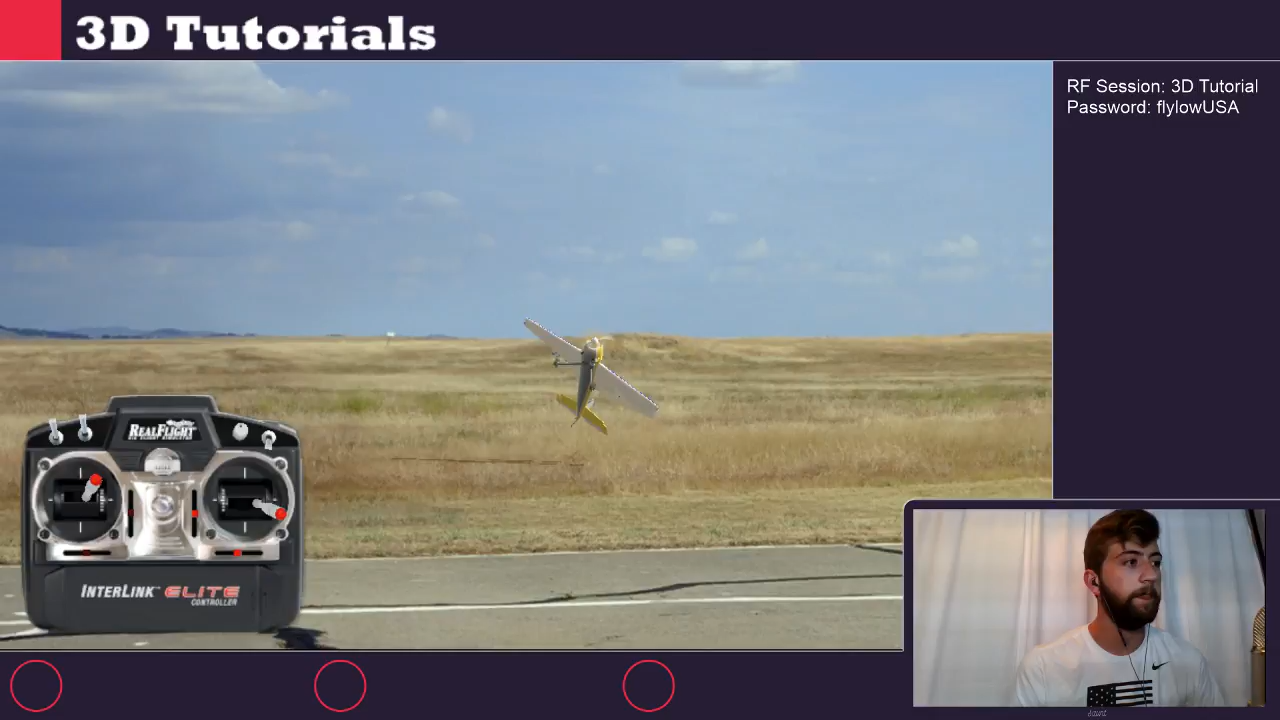 3D Tutorials
RF Session: 3D Tutorial
Password: flylowUSA
REALFLIGHT
INTERLINK ELITE
CONTROLLER